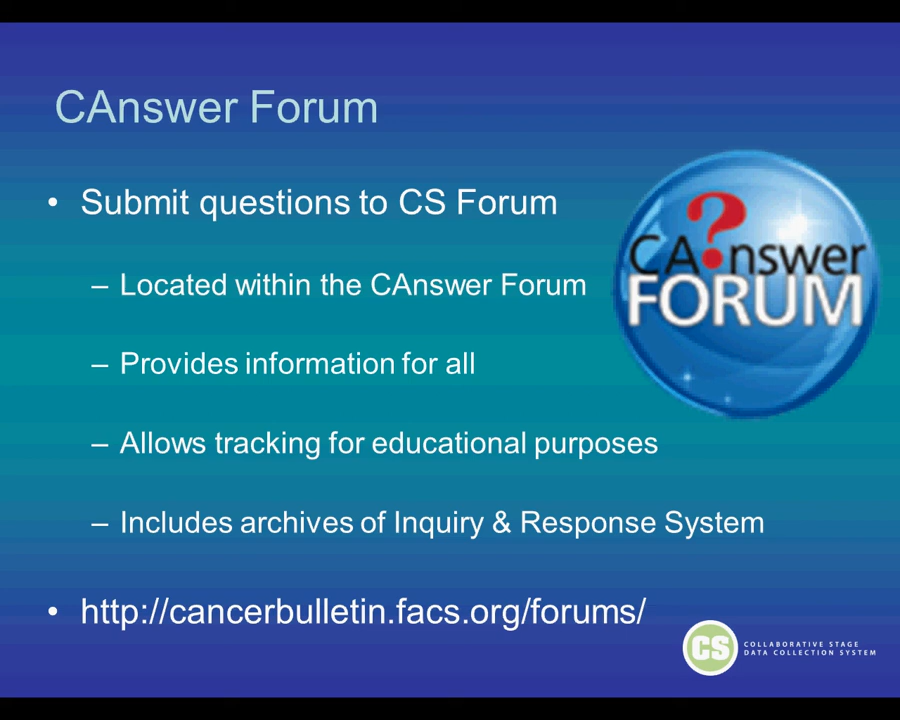 CAnswer Forum
• Submit questions to CS Forum
– Located within the CAnswer Forum
– Provides information for all
– Allows tracking for educational purposes
– Includes archives of Inquiry & Response System
• http://cancerbulletin.facs.org/forums/
CA?nswer
FORUM
CS
COLLABORATIVE STAGE
DATA COLLECTION SYSTEM